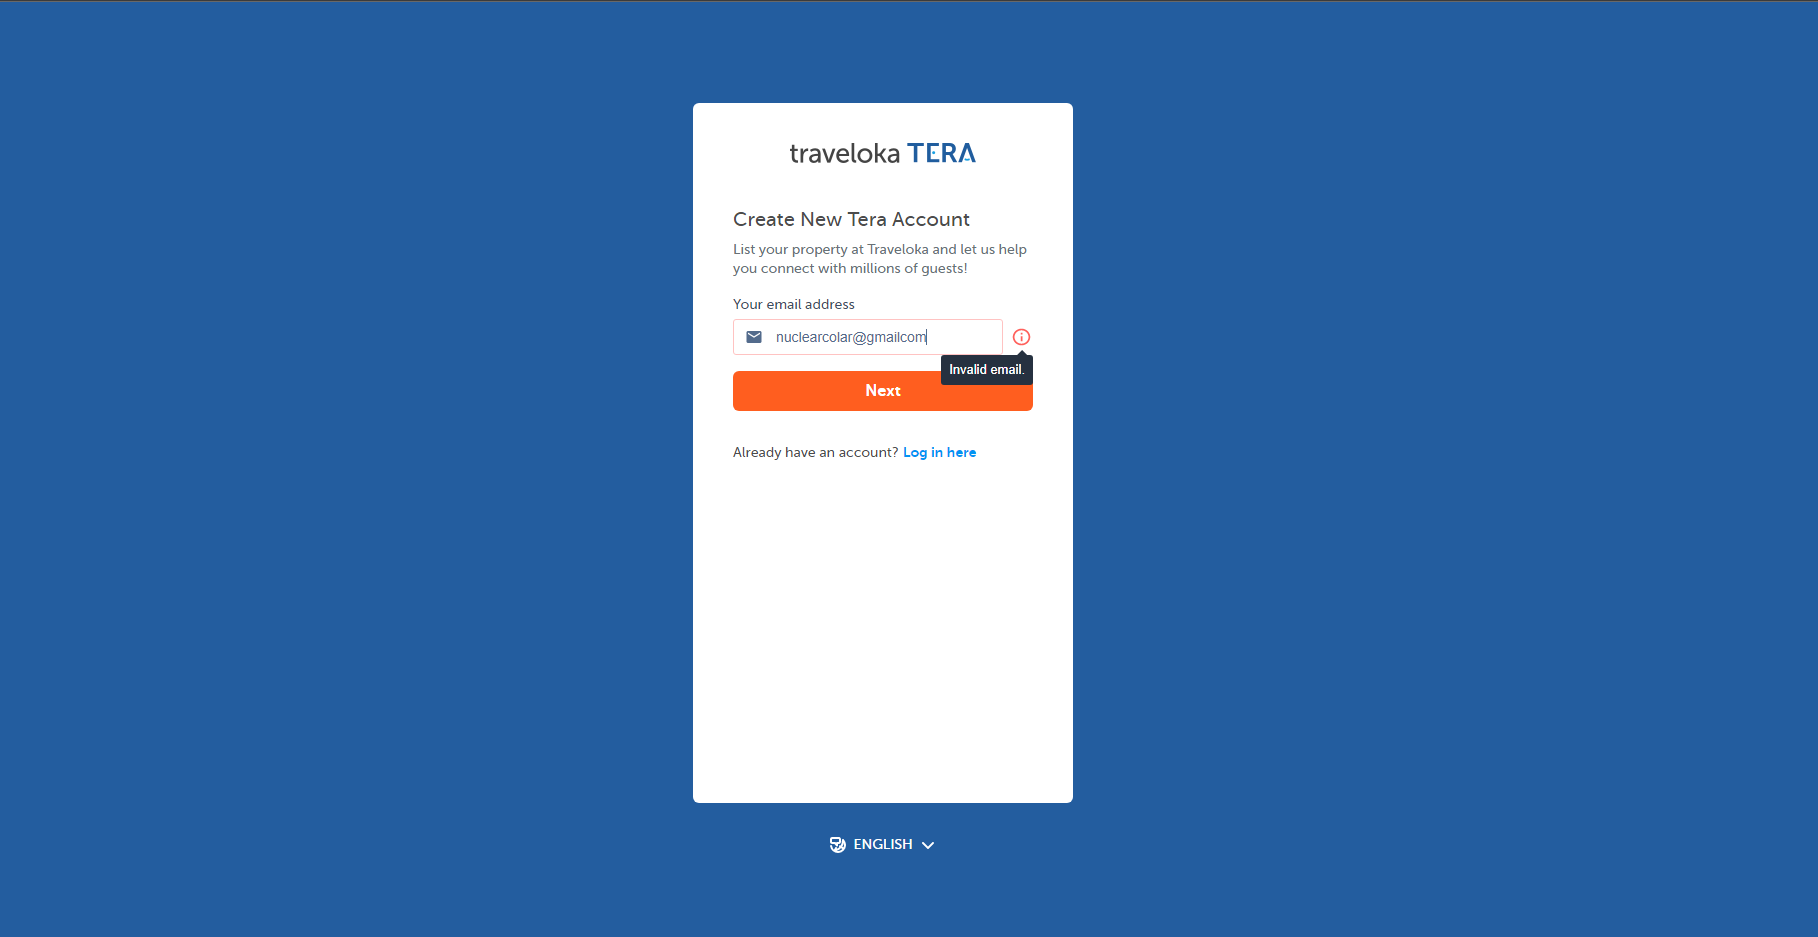 traveloka TERA
Create New Tera Account
List your property at Traveloka and let us help
you connect with millions of guests!
Your email address
nuclearcolar@gmailcom
Invalid email.
Next
Already have an account? Log in here
ENGLISH